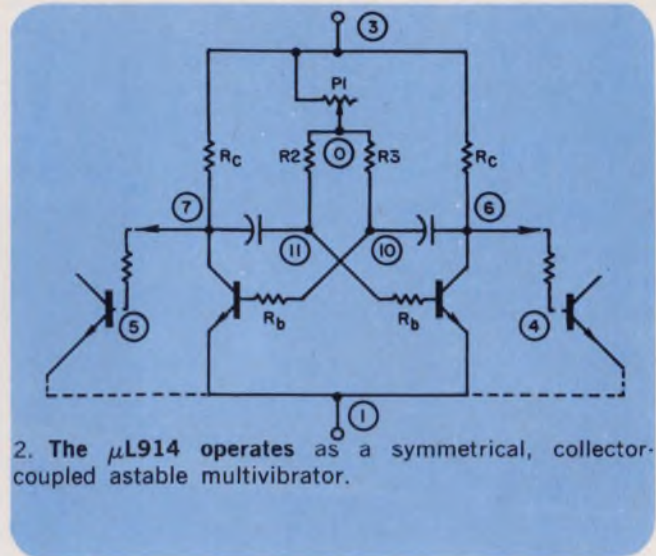 3
P1
RC
R2
O
R3
RC
7
6
11
10
5
Rb
Rb
4
1
2. The μL914 operates as a symmetrical, collector-
coupled astable multivibrator.